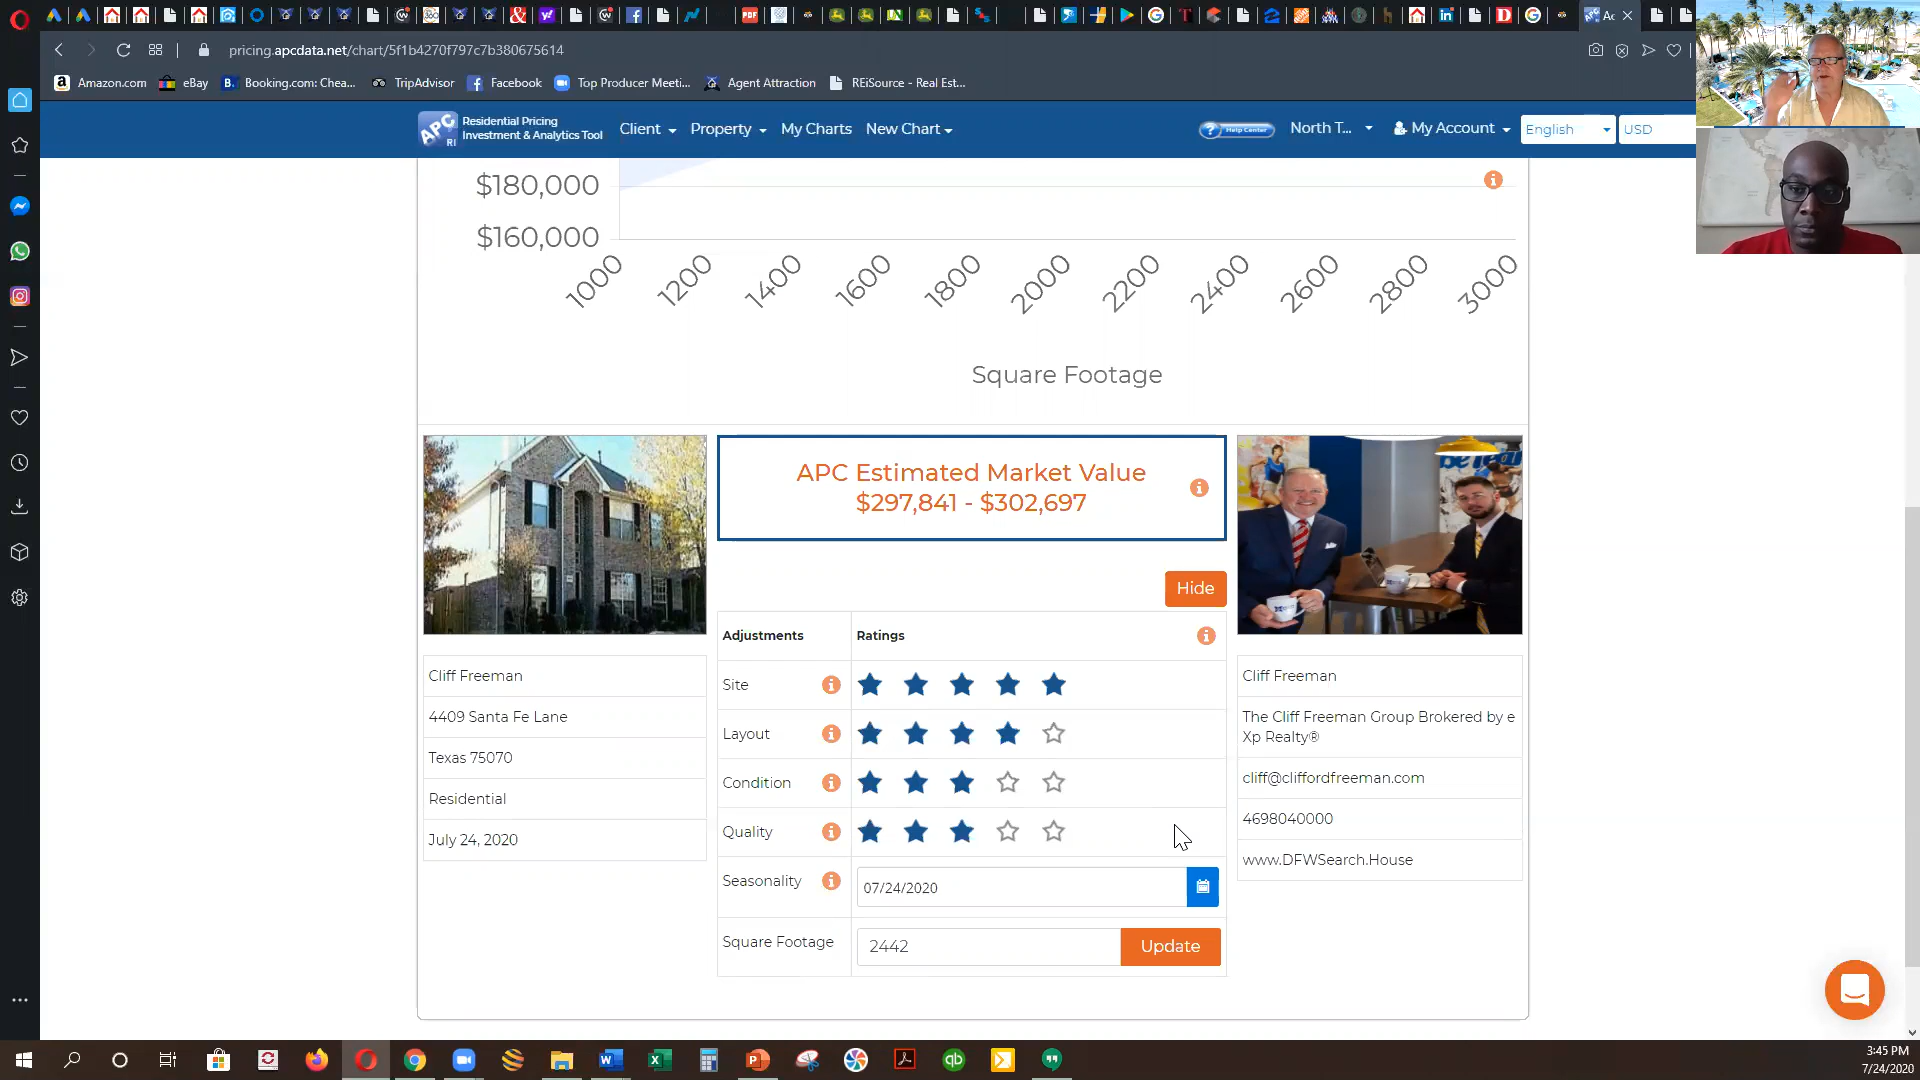 pricing.apcdata.net/chart/5f1b4270f797c7b380675614
Amazon.com
eBay
Booking.com: Chea...
TripAdvisor
Facebook
Top Producer Meeti...
Agent Attraction
REiSource - Real Est...
APC RI
Residential Pricing
Investment & Analytics Tool
Client
Property
My Charts
New Chart
Help Center
North T...
My Account
English
USD
$180,000
$160,000
1000 1200 1400 1600 1800 2000 2200 2400 2600 2800 3000
Square Footage
APC Estimated Market Value
$297,841 - $302,697
Hide
Adjustments
Ratings
Site
Layout
Condition
Quality
Seasonality
07/24/2020
Square Footage
2442
Update
Cliff Freeman
4409 Santa Fe Lane
Texas 75070
Residential
July 24, 2020
Cliff Freeman
The Cliff Freeman Group Brokered by e
Xp Realty®
cliff@cliffordfreeman.com
4698040000
www.DFWSearch.House
3:45 PM
7/24/2020